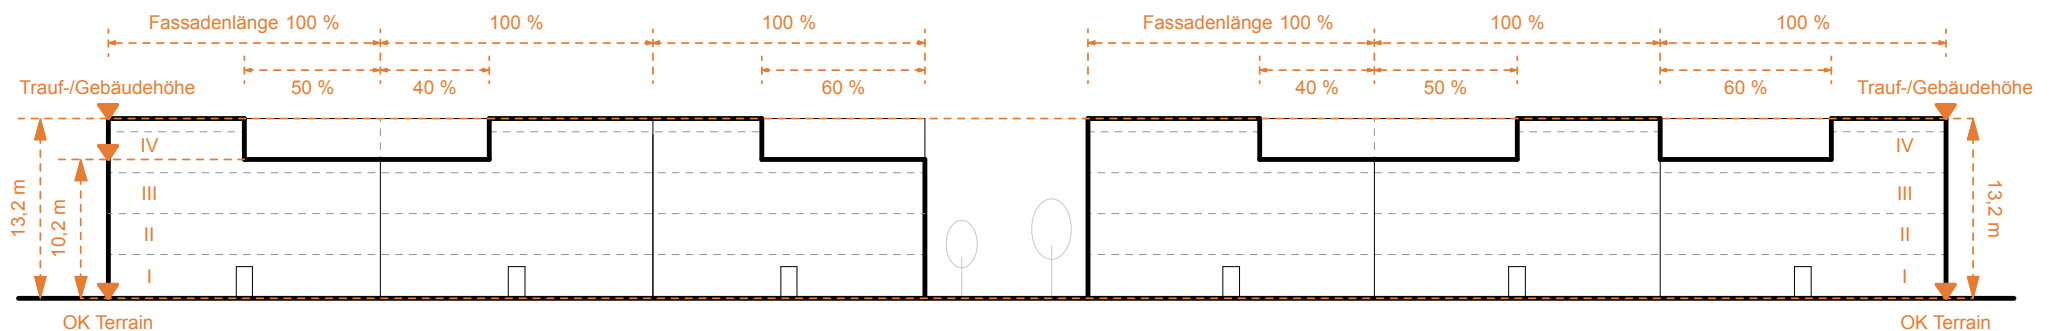 Fassadenlänge 100 %
100 %
100 %
Fassadenlänge 100 %
100 %
100 %
50 %
40 %
60 %
40 %
50 %
60 %
Trauf-/Gebäudehöhe
Trauf-/Gebäudehöhe
IV
IV
III
III
II
II
I
I
13,2 m
10,2 m
13,2 m
OK Terrain
OK Terrain